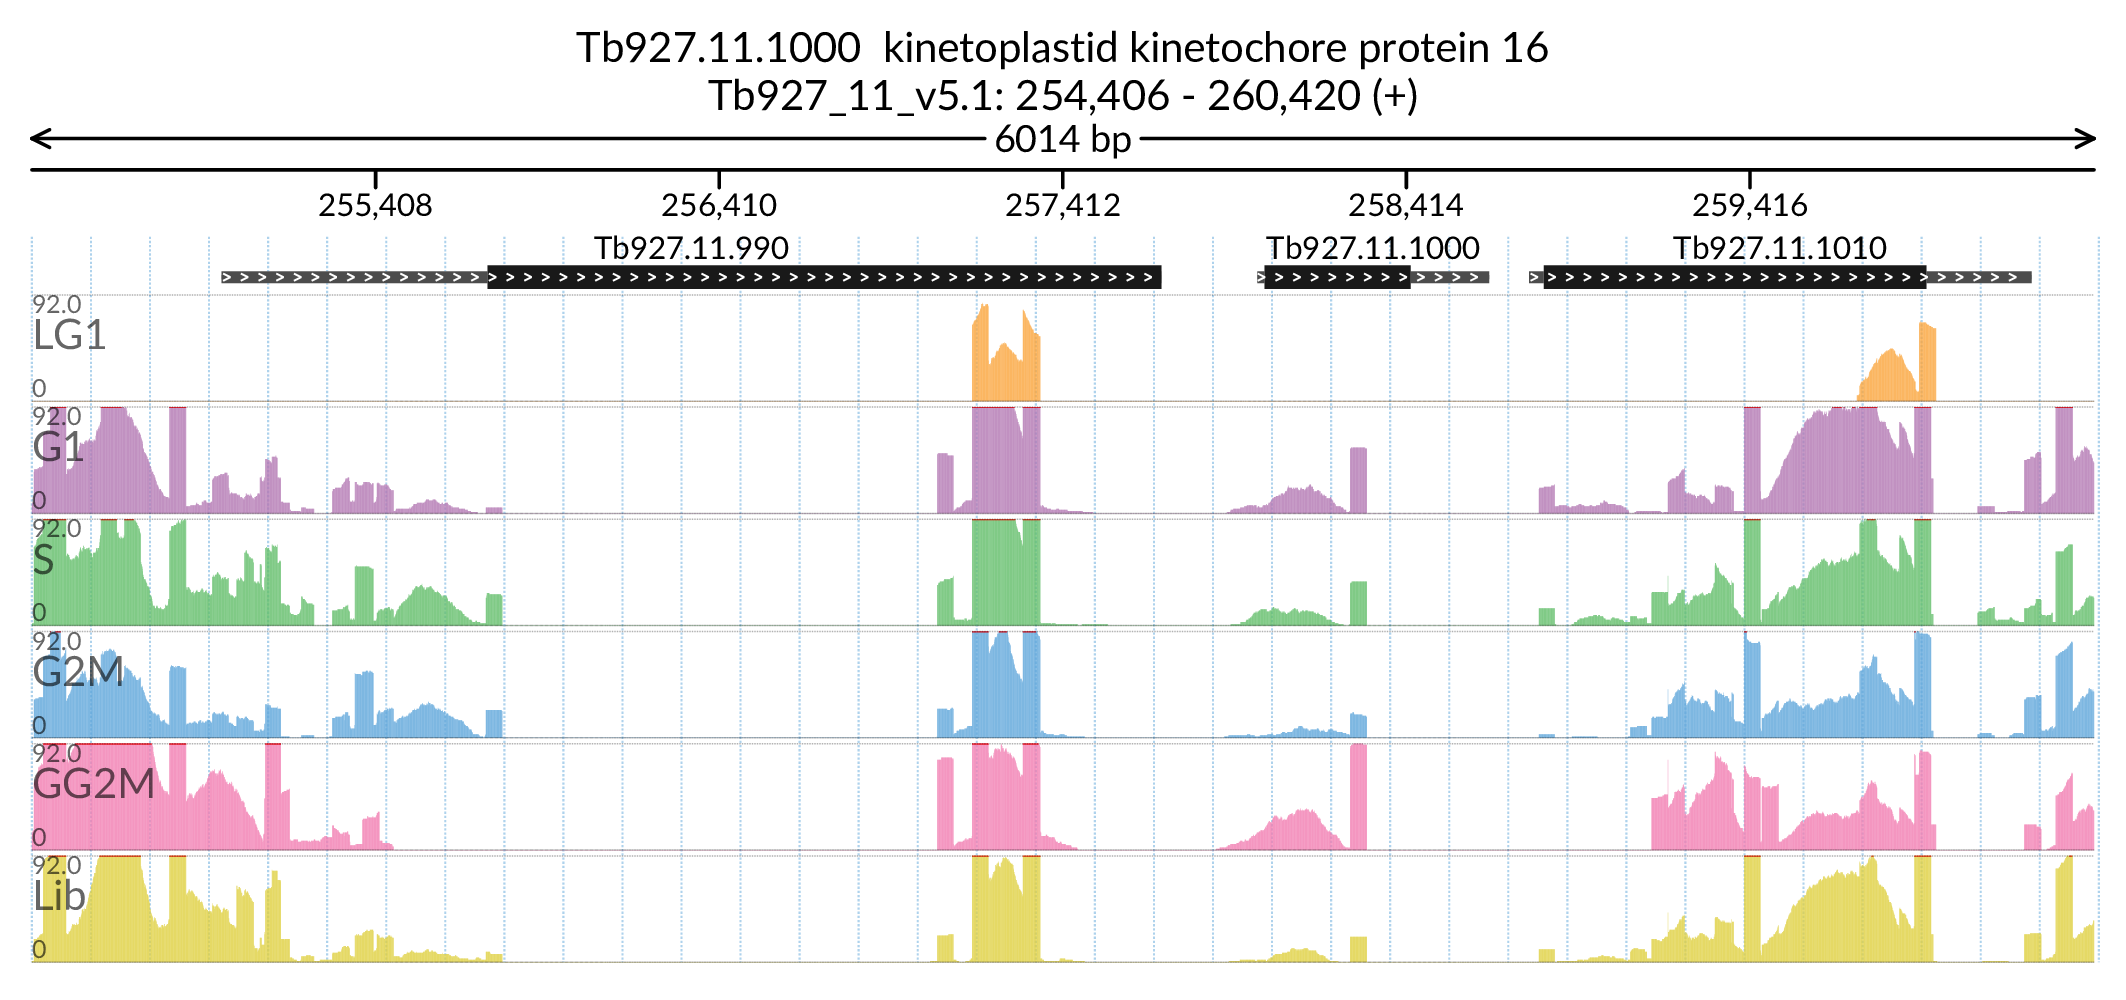 Tb927.11.1000 kinetoplastid kinetochore protein 16
Tb927_11_v5.1: 254,406 - 260,420 (+)
6014 bp
255,408 256,410 257,412 258,414 259,416
Tb927.11.990 Tb927.11.1000 Tb927.11.1010
92.0
LG1
0
92.0
G1
0
92.0
S
0
92.0
G2M
0
92.0
GG2M
0
92.0
Lib
0